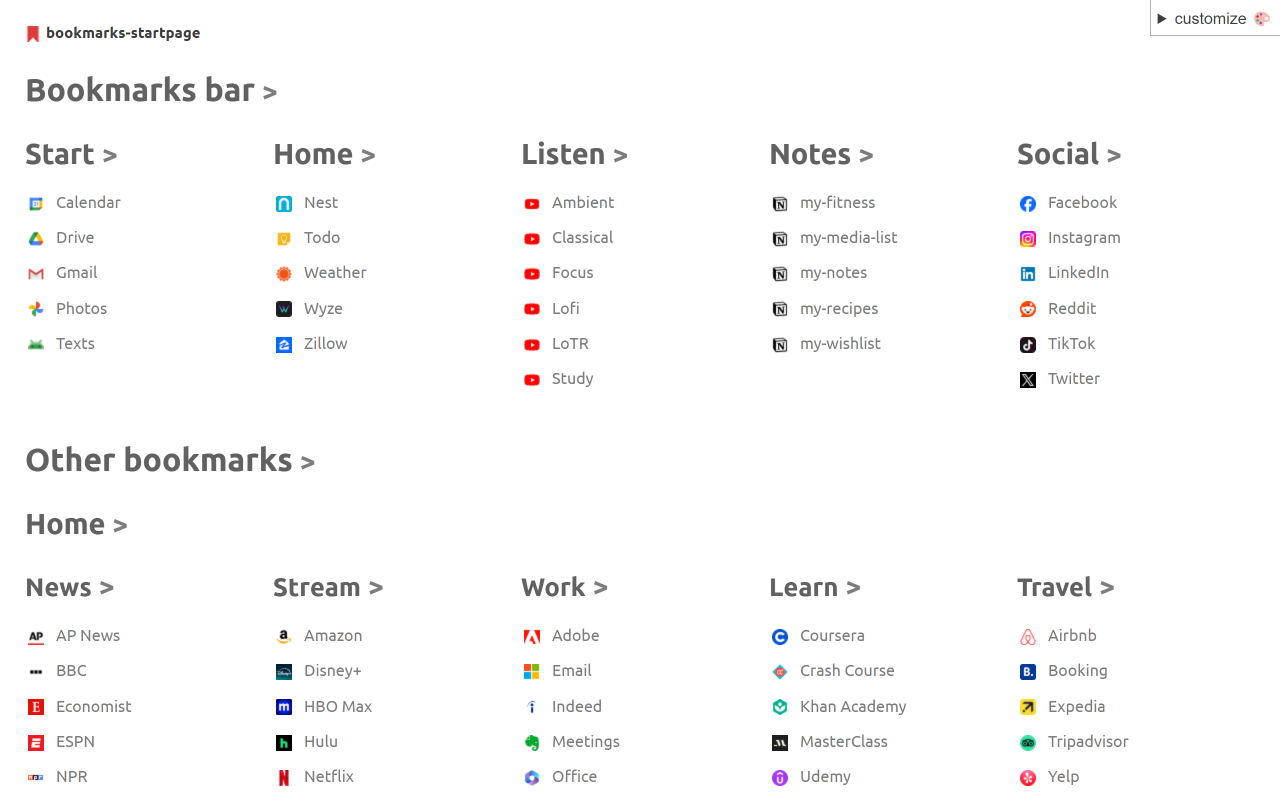 bookmarks-startpage
▶ customize 🎨
Bookmarks bar >
Start >
Calendar
Drive
Gmail
Photos
Texts
Home >
Nest
Todo
Weather
Wyze
Zillow
Listen >
Ambient
Classical
Focus
Lofi
LoTR
Study
Notes >
my-fitness
my-media-list
my-notes
my-recipes
my-wishlist
Social >
Facebook
Instagram
LinkedIn
Reddit
TikTok
Twitter
Other bookmarks >
Home >
News >
AP News
BBC
Economist
ESPN
NPR
Stream >
Amazon
Disney+
HBO Max
Hulu
Netflix
Work >
Adobe
Email
Indeed
Meetings
Office
Learn >
Coursera
Crash Course
Khan Academy
MasterClass
Udemy
Travel >
Airbnb
Booking
Expedia
Tripadvisor
Yelp